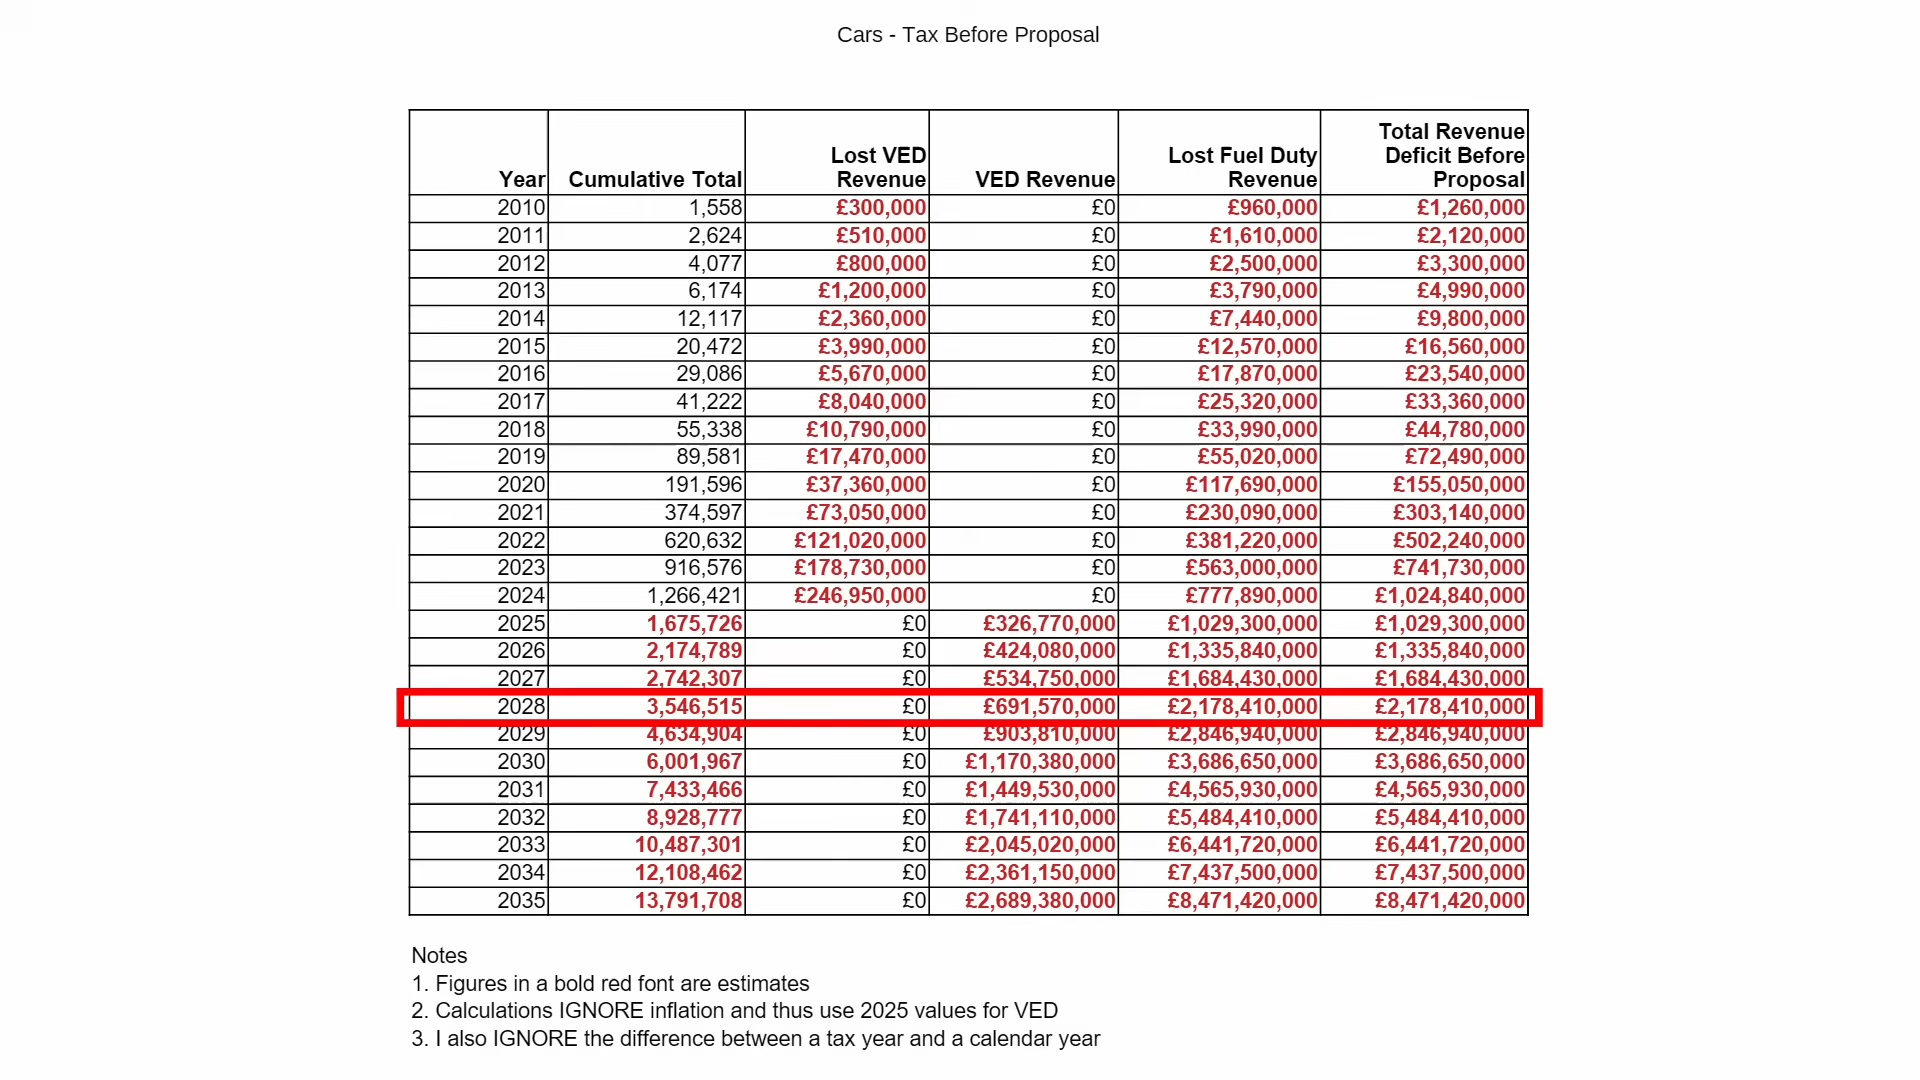 Cars - Tax Before Proposal
Year Cumulative Total Lost VED Revenue VED Revenue Lost Fuel Duty Revenue Total Revenue Deficit Before Proposal
2010 1,558 £300,000 £0 £960,000 £1,260,000
2011 2,624 £510,000 £0 £1,610,000 £2,120,000
2012 4,077 £800,000 £0 £2,500,000 £3,300,000
2013 6,174 £1,200,000 £0 £3,790,000 £4,990,000
2014 12,117 £2,360,000 £0 £7,440,000 £9,800,000
2015 20,472 £3,990,000 £0 £12,570,000 £16,560,000
2016 29,086 £5,670,000 £0 £17,870,000 £23,540,000
2017 41,222 £8,040,000 £0 £25,320,000 £33,360,000
2018 55,338 £10,790,000 £0 £33,990,000 £44,780,000
2019 89,581 £17,470,000 £0 £55,020,000 £72,490,000
2020 191,596 £37,360,000 £0 £117,690,000 £155,050,000
2021 374,597 £73,050,000 £0 £230,090,000 £303,140,000
2022 620,632 £121,020,000 £0 £381,220,000 £502,240,000
2023 916,576 £178,730,000 £0 £563,000,000 £741,730,000
2024 1,266,421 £246,950,000 £0 £777,890,000 £1,024,840,000
2025 1,675,726 £0 £326,770,000 £1,029,300,000 £1,029,300,000
2026 2,174,789 £0 £424,080,000 £1,335,840,000 £1,335,840,000
2027 2,742,307 £0 £534,750,000 £1,684,430,000 £1,684,430,000
2028 3,546,515 £0 £691,570,000 £2,178,410,000 £2,178,410,000
2029 4,634,904 £0 £903,810,000 £2,846,940,000 £2,846,940,000
2030 6,001,967 £0 £1,170,380,000 £3,686,650,000 £3,686,650,000
2031 7,433,466 £0 £1,449,530,000 £4,565,930,000 £4,565,930,000
2032 8,928,777 £0 £1,741,110,000 £5,484,410,000 £5,484,410,000
2033 10,487,301 £0 £2,045,020,000 £6,441,720,000 £6,441,720,000
2034 12,108,462 £0 £2,361,150,000 £7,437,500,000 £7,437,500,000
2035 13,791,708 £0 £2,689,380,000 £8,471,420,000 £8,471,420,000
Notes
1. Figures in a bold red font are estimates
2. Calculations IGNORE inflation and thus use 2025 values for VED
3. I also IGNORE the difference between a tax year and a calendar year